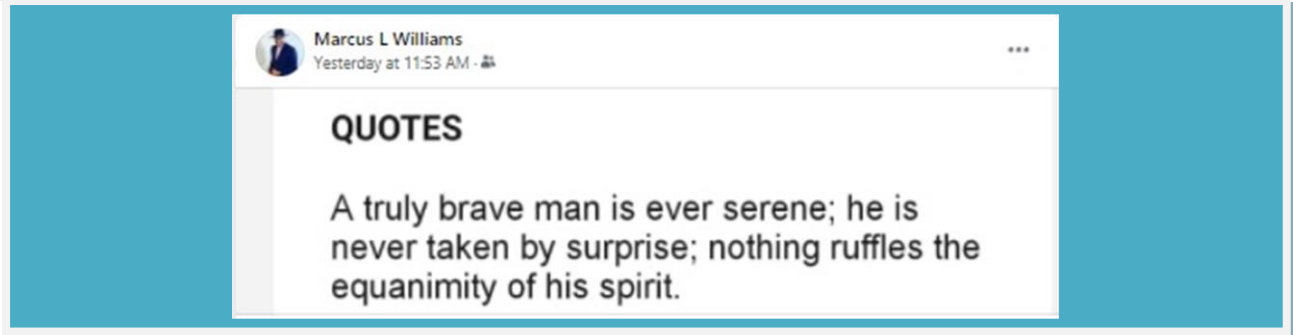 Marcus L Williams
Yesterday at 11:53 AM -
QUOTES
A truly brave man is ever serene; he is
never taken by surprise; nothing ruffles the
equanimity of his spirit.